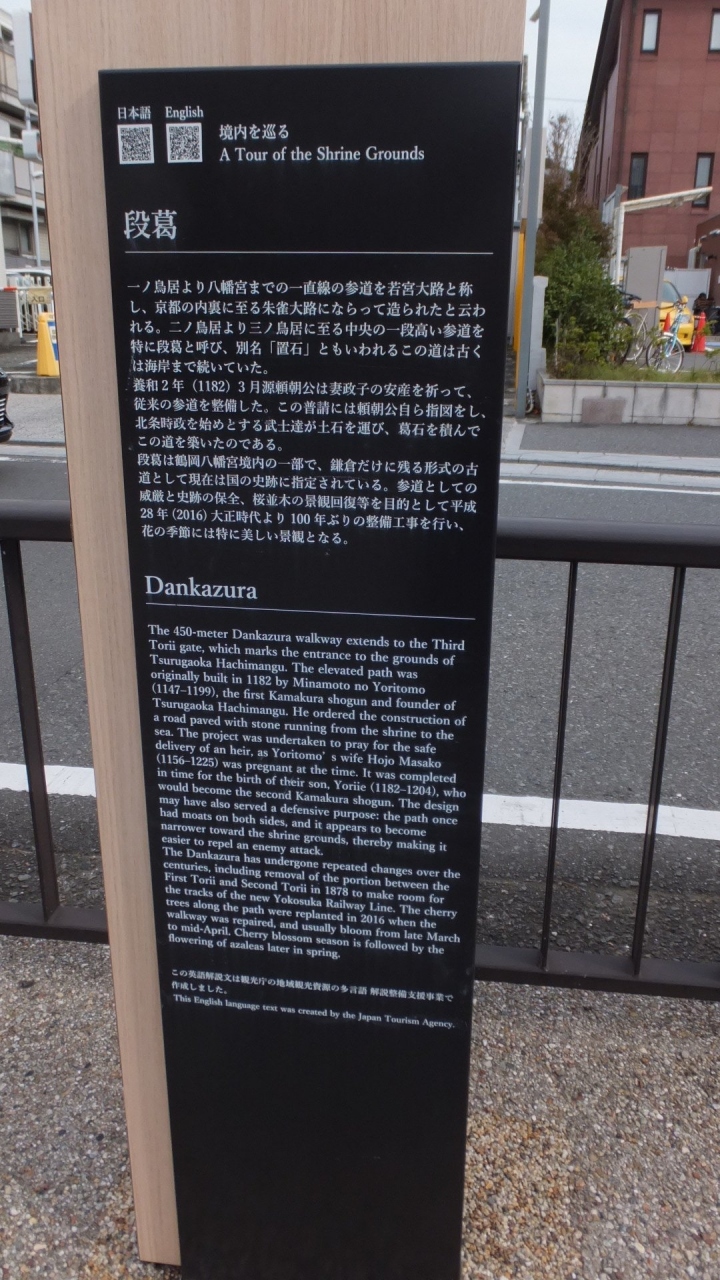 日本語 English
境内を巡る
A Tour of the Shrine Grounds
段葛
一ノ鳥居より八幡宮までの一直線の参道を若宮大路と称
し、京都の内裏に至る朱雀大路にならって造られたと云わ
れる。二ノ鳥居より三ノ鳥居に至る中央の一段高い参道を
特に段葛と呼び、別名「置石」ともいわれるこの道は古く
は海岸まで続いていた。
養和2年（1182）3月源頼朝公は妻政子の安産を祈って、
従来の参道を整備した。この普請には頼朝公自ら指図をし、
北条時政を始めとする武士達が土石を運び、葛石を積んで
この道を築いたのである。
段葛は鶴岡八幡宮境内の一部で、鎌倉だけに残る形式の古
道として現在は国の史跡に指定されている。参道としての
威厳と史跡の保全、桜並木の景観回復等を目的として平成
28年(2016)大正時代より100年ぶりの整備工事を行い、
花の季節には特に美しい景観となる。
Dankazura
The 450-meter Dankazura walkway extends to the Third
Torii gate, which marks the entrance to the grounds of
Tsurugaoka Hachimangu. The elevated path was
originally built in 1182 by Minamoto no Yoritomo
(1147–1199), the first Kamakura shogun and founder of
Tsurugaoka Hachimangu. He ordered the construction of
a road paved with stone running from the shrine to the
sea. The project was undertaken to pray for the safe
delivery of an heir, as Yoritomo’s wife Hojo Masako
(1156–1225) was pregnant at the time. It was completed
in time for the birth of their son, Yoriie (1182–1204), who
would become the second Kamakura shogun. The design
may have also served a defensive purpose: the path once
had moats on both sides, and it appears to become
narrower toward the shrine grounds, thereby making it
easier to repel an enemy attack.
The Dankazura has undergone repeated changes over the
centuries, including removal of the portion between the
First Torii and Second Torii in 1878 to make room for
the tracks of the new Yokosuka Railway Line. The cherry
trees along the path were replanted in 2016 when the
walkway was repaired, and usually bloom from late March
to mid-April. Cherry blossom season is followed by the
flowering of azaleas later in spring.
この英語解説文は観光庁の地域観光資源の多言語 解説整備支援事業で
作成しました。
This English language text was created by the Japan Tourism Agency.